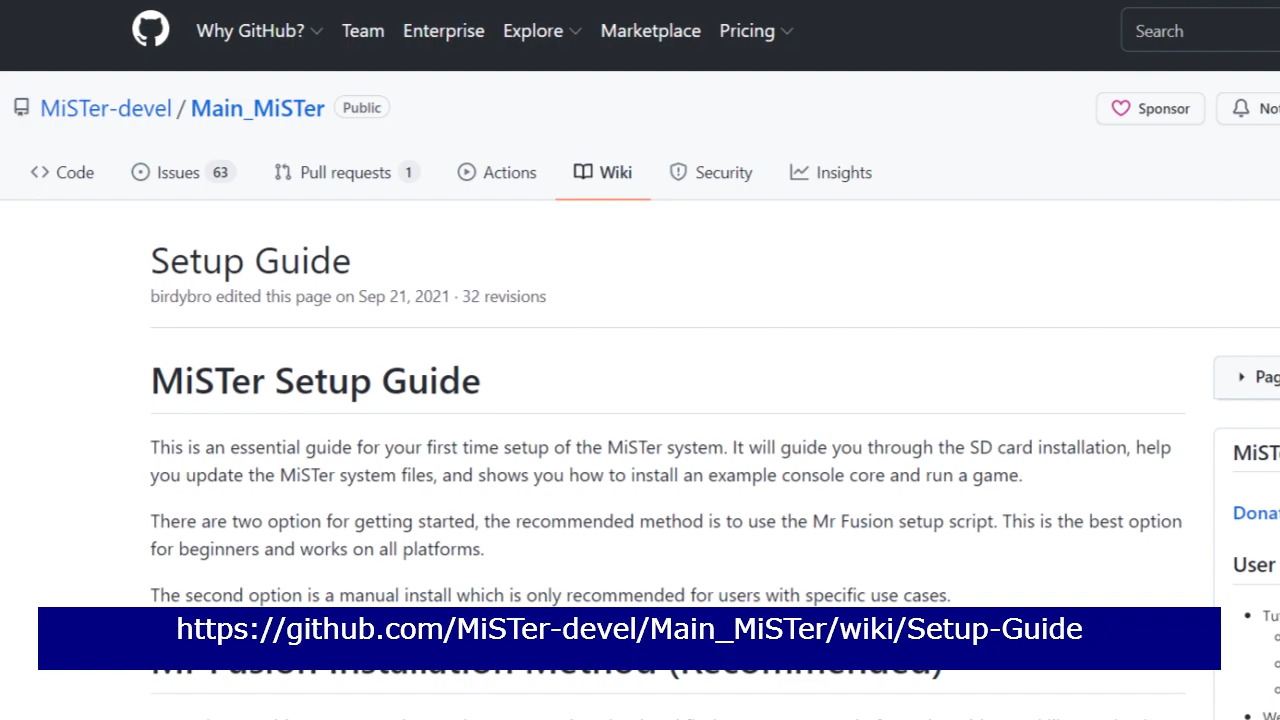 Why GitHub? Team Enterprise Explore Marketplace Pricing Search
MiSTer-devel / Main_MiSTer Public Sponsor
Code Issues 63 Pull requests 1 Actions Wiki Security Insights
Setup Guide
birdybro edited this page on Sep 21, 2021 · 32 revisions
MiSTer Setup Guide
This is an essential guide for your first time setup of the MiSTer system. It will guide you through the SD card installation, help
you update the MiSTer system files, and shows you how to install an example console core and run a game.
There are two option for getting started, the recommended method is to use the Mr Fusion setup script. This is the best option
for beginners and works on all platforms.
The second option is a manual install which is only recommended for users with specific use cases.
https://github.com/MiSTer-devel/Main_MiSTer/wiki/Setup-Guide
Mr Fusion Installation Method (Recommended)
User